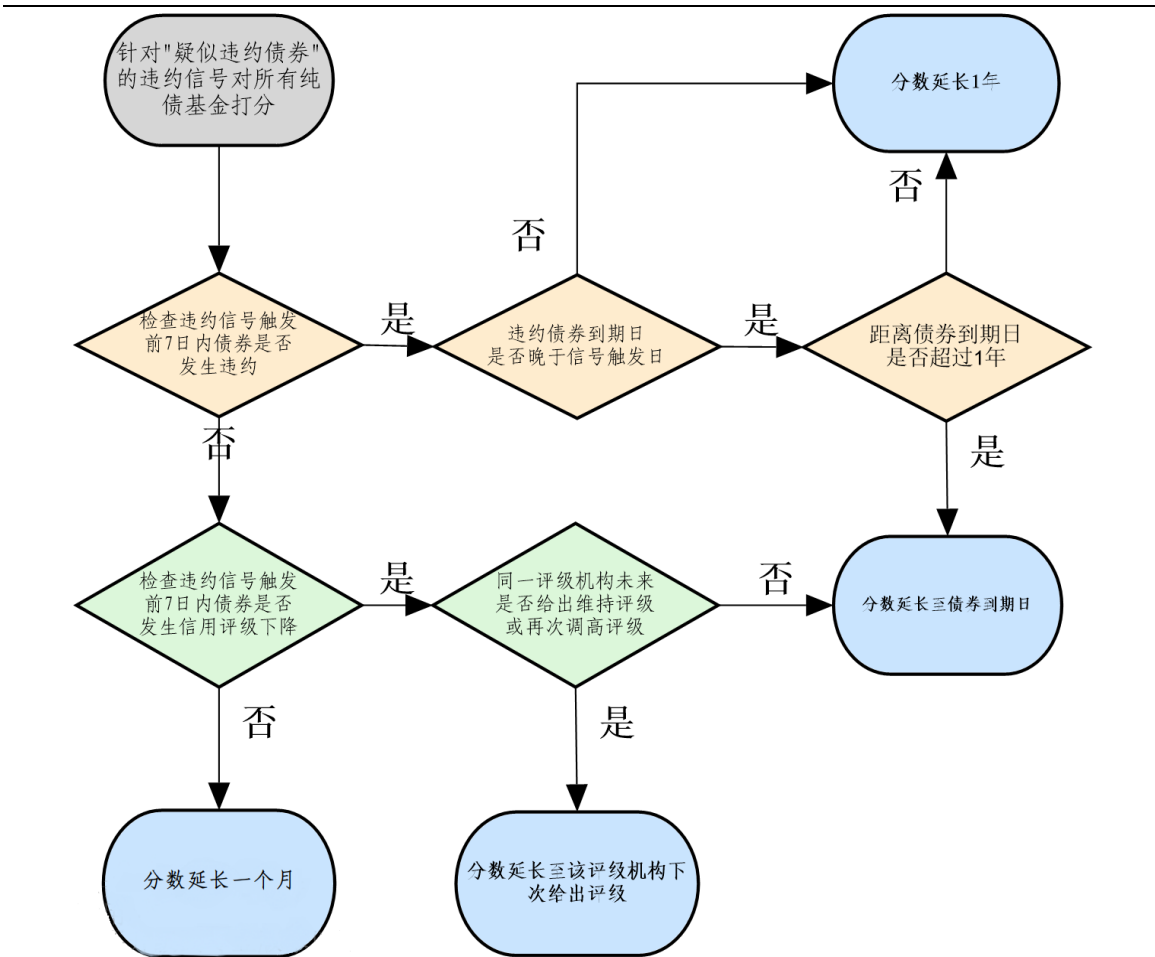 针对"疑似违约债券"
的违约信号对所有纯
债基金打分
分数延长1年
否
否
检查违约信号触发
前7日内债券是否
发生违约
是
违约债券到期日
是否晚于信号触发日
是
距离债券到期日
是否超过1年
否
是
检查违约信号触发
前7日内债券是否
发生信用评级下降
是
同一评级机构未来
是否给出维持评级
或再次调高评级
否
分数延长至债券到期日
否
是
分数延长一个月
分数延长至该评级机构下
次给出评级